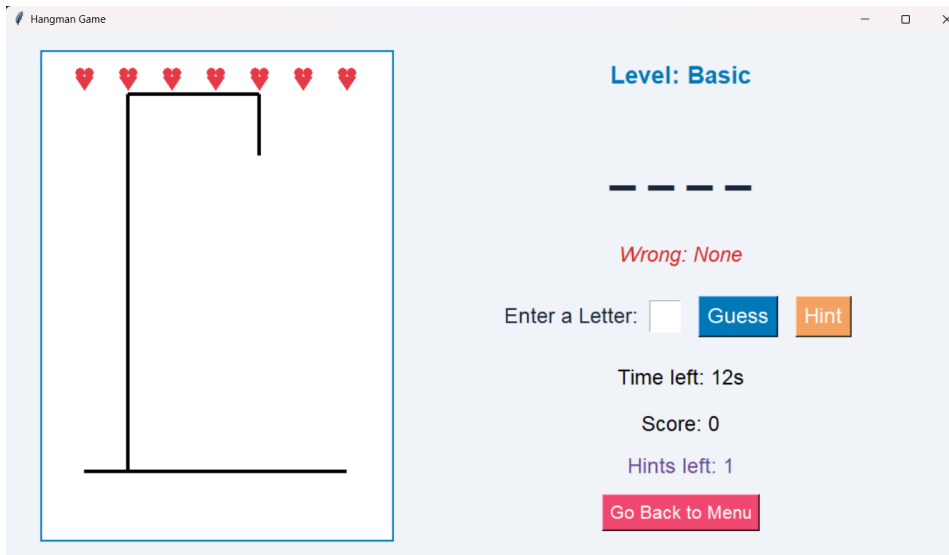 Hangman Game
Level: Basic
_ _ _ _
Wrong: None
Enter a Letter: Guess Hint
Time left: 12s
Score: 0
Hints left: 1
Go Back to Menu